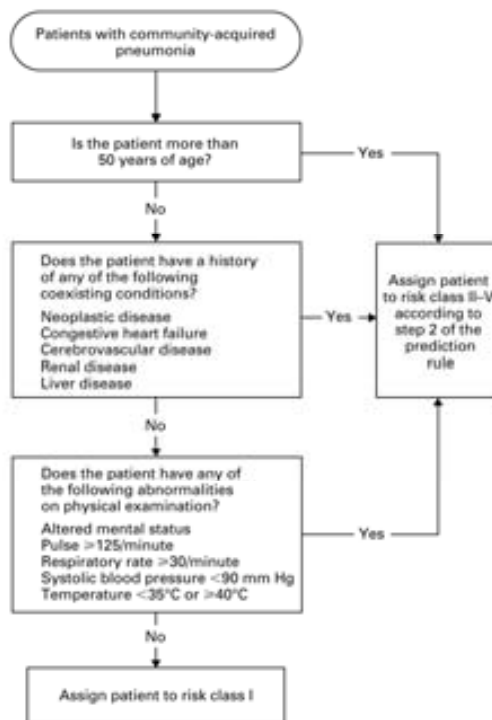 Patients with community-acquired
pneumonia
Is the patient more than
50 years of age?
Yes
No
Does the patient have a history
of any of the following
coexisting conditions?
Neoplastic disease
Congestive heart failure
Cerebrovascular disease
Renal disease
Liver disease
Yes
Assign patient
to risk class II–V
according to
step 2 of the
prediction
rule
No
Does the patient have any of
the following abnormalities
on physical examination?
Altered mental status
Pulse ⩾125/minute
Respiratory rate ⩾30/minute
Systolic blood pressure <90 mm Hg
Temperature <35°C or ⩾40°C
Yes
No
Assign patient to risk class I